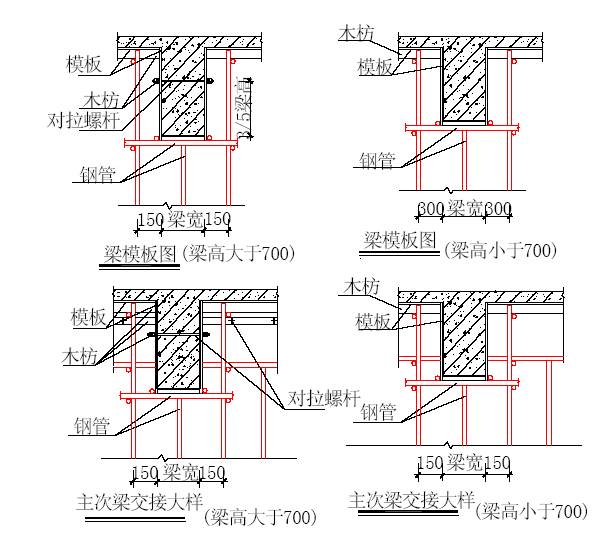 模板
木枋
对拉螺杆
3/5梁高
钢管
150 梁宽 150
梁模板图 (梁高大于700)
木枋
模板
钢管
300 梁宽 300
梁模板图 (梁高小于700)
模板
木枋
对拉螺杆
钢管
150 梁宽 150
主次梁交接大样 (梁高大于700)
木枋
模板
钢管
150 梁宽 150
主次梁交接大样 (梁高小于700)